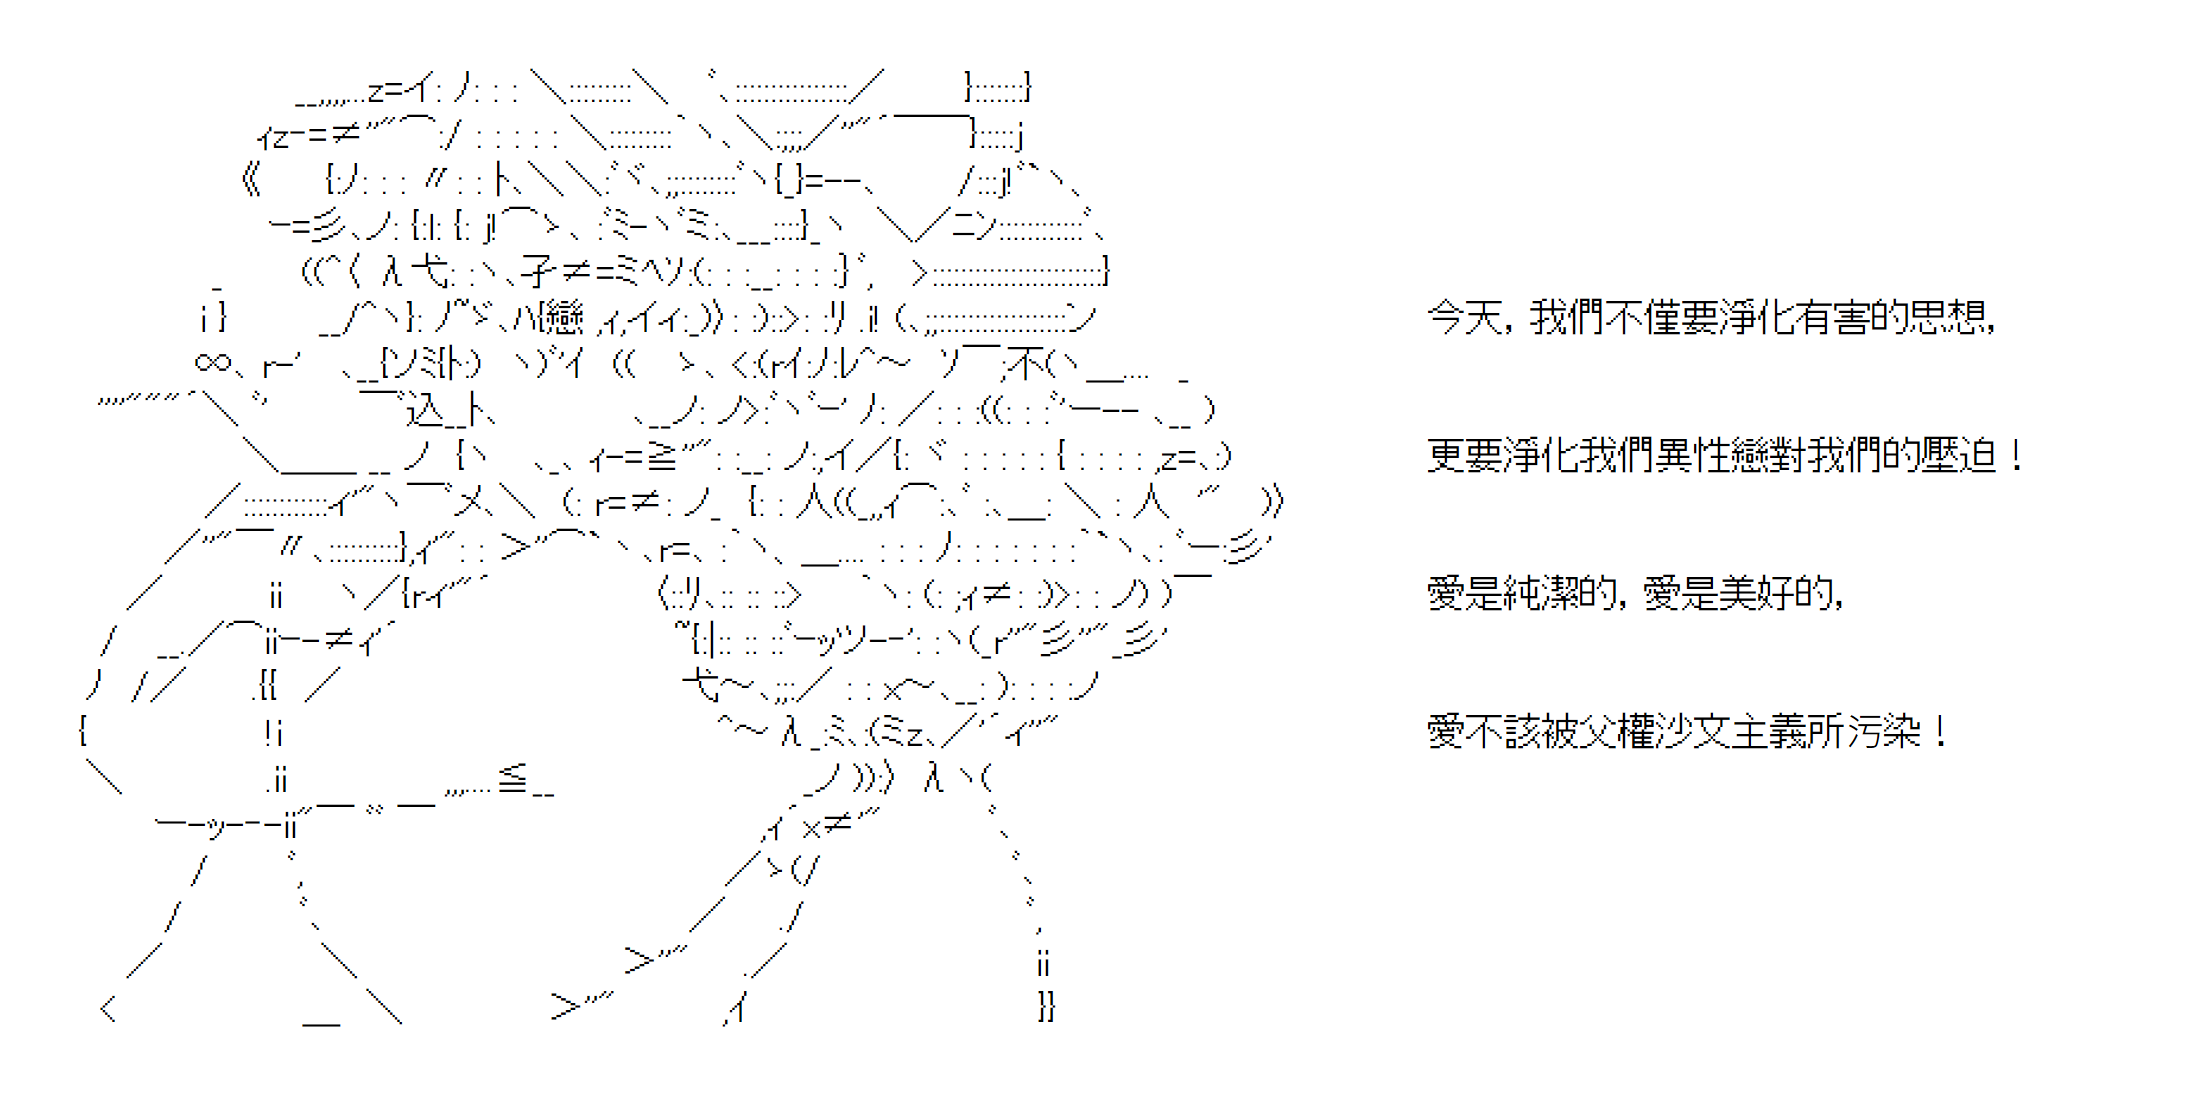 今天，我們不僅要淨化有害的思想，
更要淨化我們異性戀對我們的壓迫！
愛是純潔的，愛是美好的，
愛不該被父權沙文主義所污染！